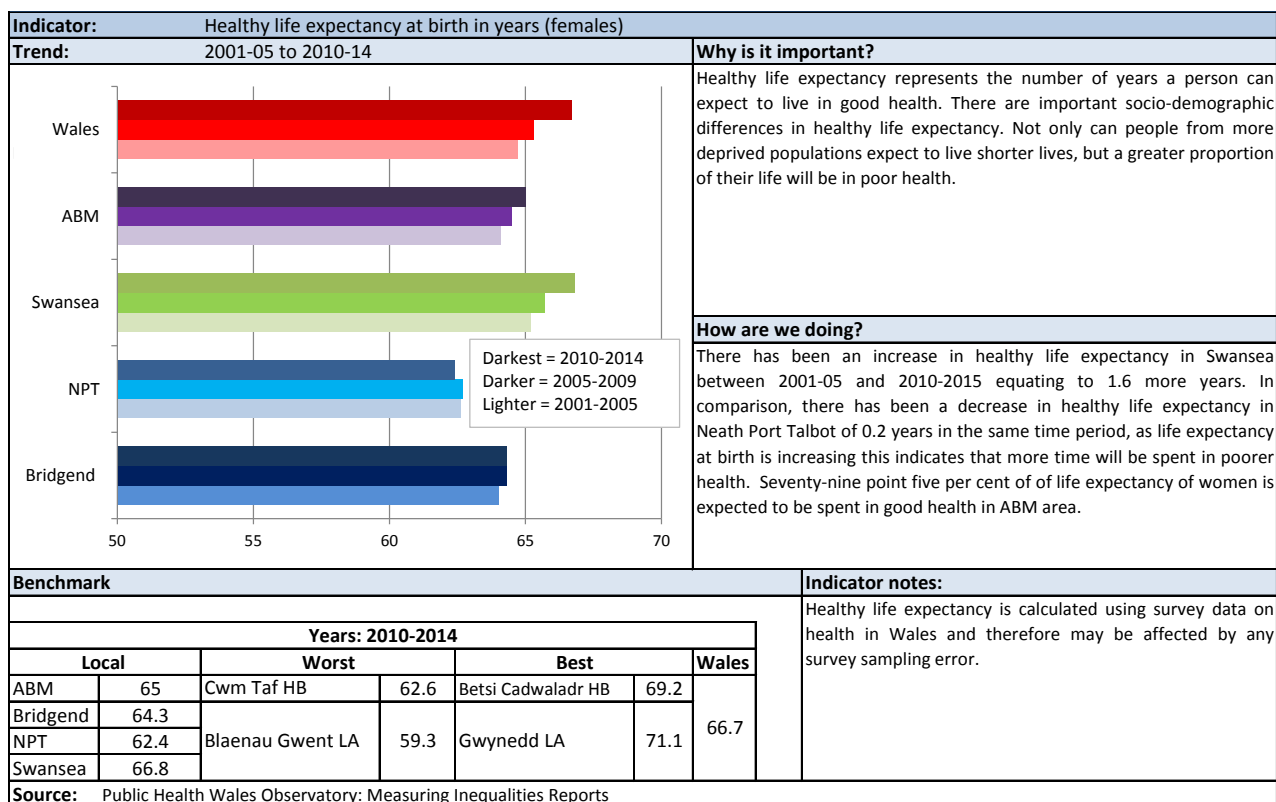 Indicator: Healthy life expectancy at birth in years (females)
Trend: 2001-05 to 2010-14
Wales
ABM
Swansea
NPT
Bridgend
50 55 60 65 70
Darkest = 2010-2014
Darker = 2005-2009
Lighter = 2001-2005
Why is it important?
Healthy life expectancy represents the number of years a person can
expect to live in good health. There are important socio-demographic
differences in healthy life expectancy. Not only can people from more
deprived populations expect to live shorter lives, but a greater proportion
of their life will be in poor health.
How are we doing?
There has been an increase in healthy life expectancy in Swansea
between 2001-05 and 2010-2015 equating to 1.6 more years. In
comparison, there has been a decrease in healthy life expectancy in
Neath Port Talbot of 0.2 years in the same time period, as life expectancy
at birth is increasing this indicates that more time will be spent in poorer
health. Seventy-nine point five per cent of of life expectancy of women is
expected to be spent in good health in ABM area.
Benchmark
Years: 2010-2014
Local Worst Best Wales
ABM 65 Cwm Taf HB 62.6 Betsi Cadwaladr HB 69.2
Bridgend 64.3
NPT 62.4 Blaenau Gwent LA 59.3 Gwynedd LA 71.1 66.7
Swansea 66.8
Indicator notes:
Healthy life expectancy is calculated using survey data on
health in Wales and therefore may be affected by any
survey sampling error.
Source: Public Health Wales Observatory: Measuring Inequalities Reports